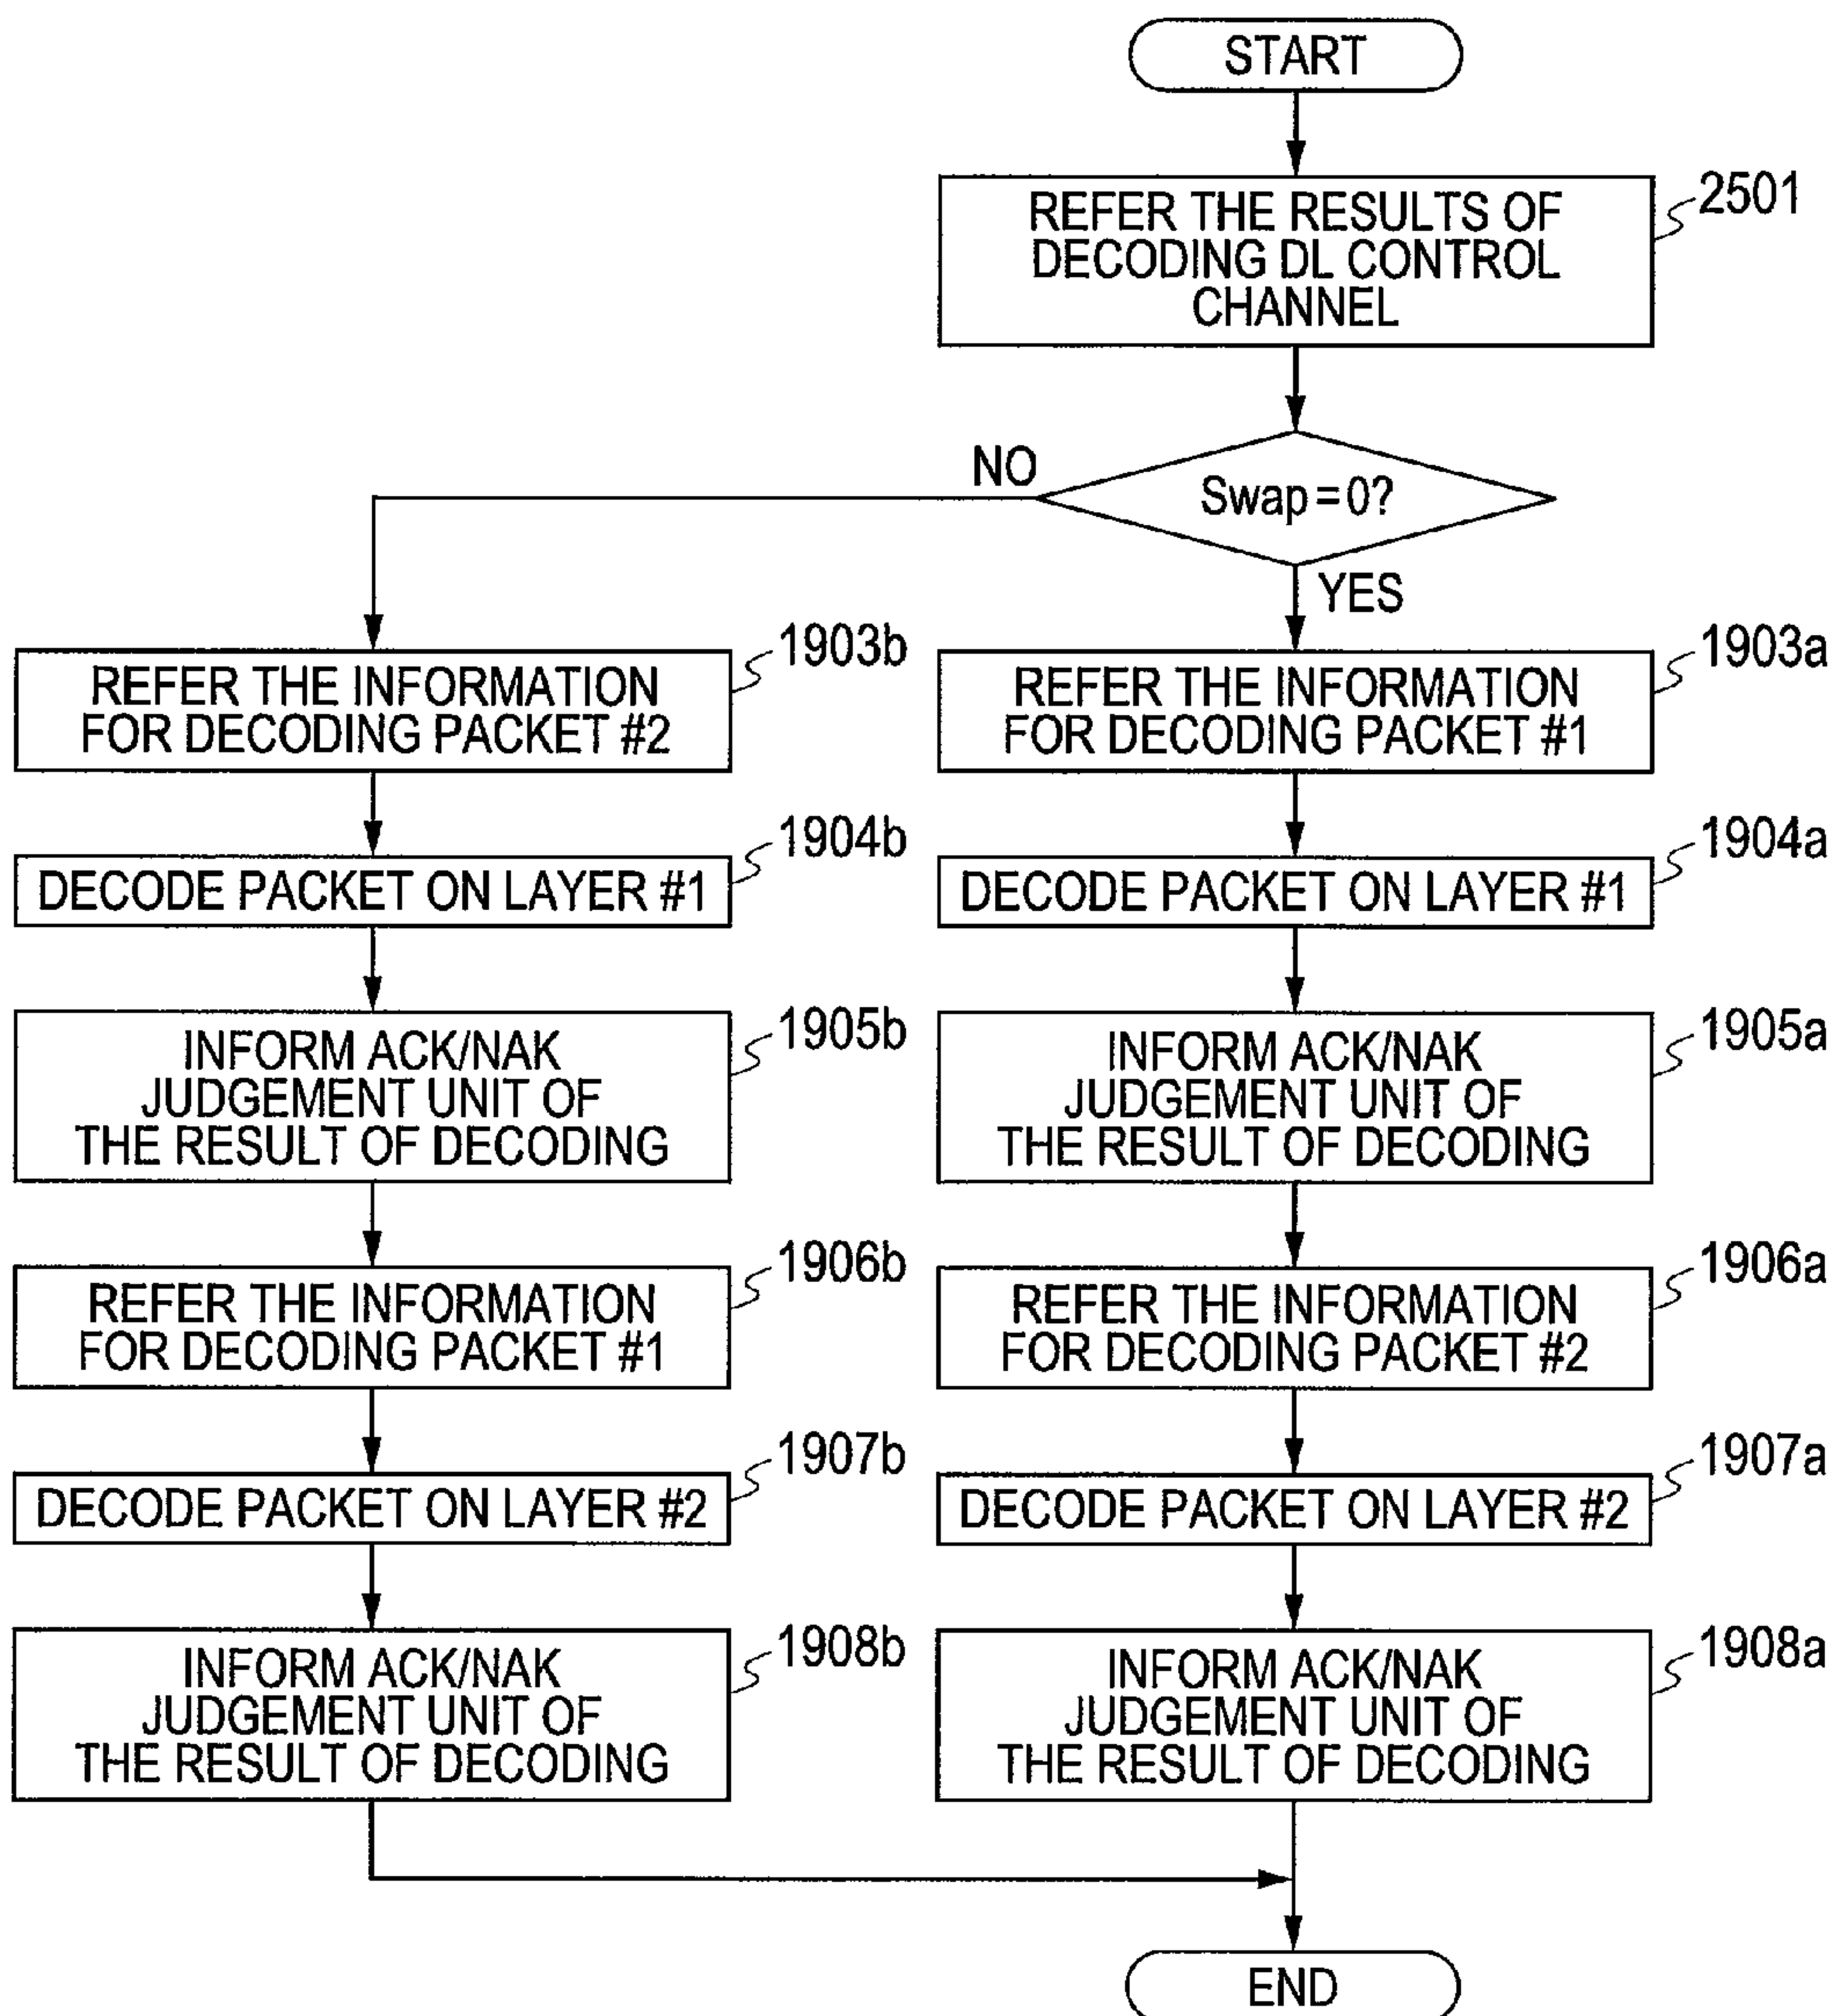 START
REFER THE RESULTS OF
DECODING DL CONTROL
CHANNEL
2501
Swap=0?
NO
YES
REFER THE INFORMATION
FOR DECODING PACKET #2
1903b
REFER THE INFORMATION
FOR DECODING PACKET #1
1903a
DECODE PACKET ON LAYER #1
1904b
DECODE PACKET ON LAYER #1
1904a
INFORM ACK/NAK
JUDGEMENT UNIT OF
THE RESULT OF DECODING
1905b
INFORM ACK/NAK
JUDGEMENT UNIT OF
THE RESULT OF DECODING
1905a
REFER THE INFORMATION
FOR DECODING PACKET #1
1906b
REFER THE INFORMATION
FOR DECODING PACKET #2
1906a
DECODE PACKET ON LAYER #2
1907b
DECODE PACKET ON LAYER #2
1907a
INFORM ACK/NAK
JUDGEMENT UNIT OF
THE RESULT OF DECODING
1908b
INFORM ACK/NAK
JUDGEMENT UNIT OF
THE RESULT OF DECODING
1908a
END